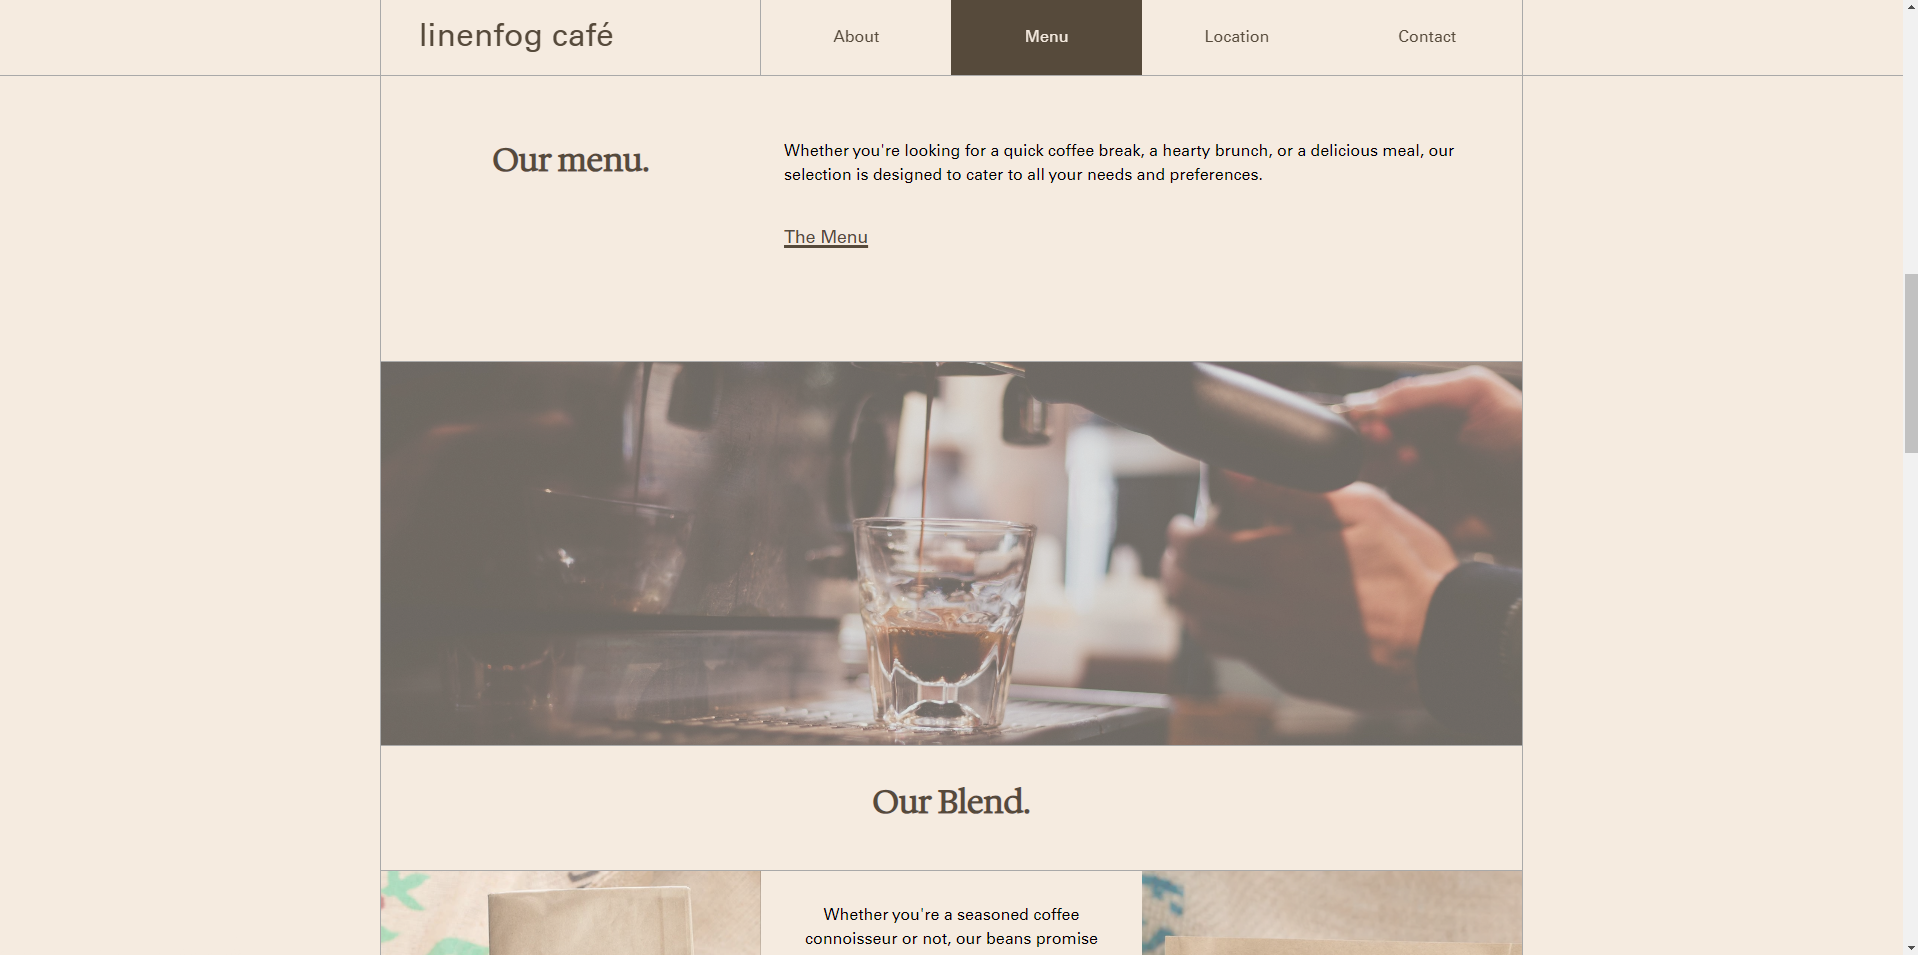 linenfog café
About
Menu
Location
Contact
Our menu.
Whether you're looking for a quick coffee break, a hearty brunch, or a delicious meal, our
selection is designed to cater to all your needs and preferences.
The Menu
Our Blend.
Whether you're a seasoned coffee
connoisseur or not, our beans promise